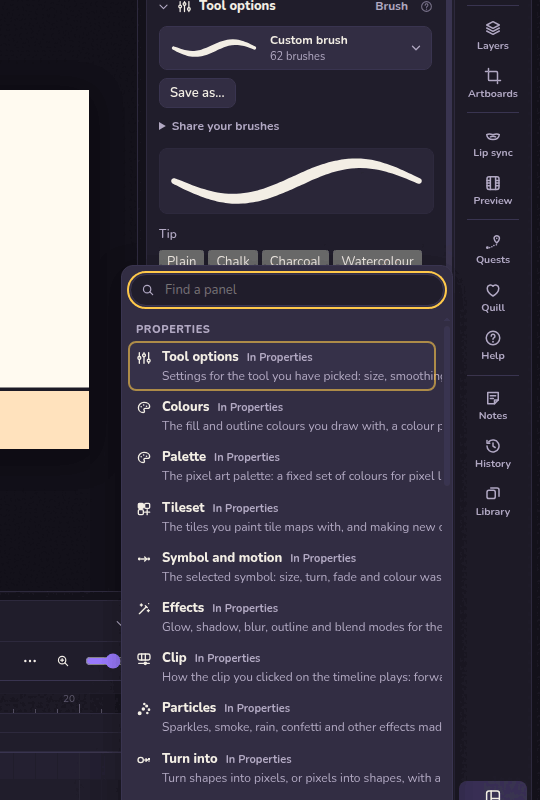 Tool options
Brush
Layers
Custom brush
62 brushes
Artboards
Save as...
Share your brushes
Lip sync
Preview
Tip
Plain
Chalk
Charcoal
Watercolour
Quests
Find a panel
Quill
PROPERTIES
Help
Tool options In Properties
Settings for the tool you have picked: size, smoothing
Colours In Properties
Notes
The fill and outline colours you draw with, a colour p
History
Palette In Properties
The pixel art palette: a fixed set of colours for pixel l
Library
Tileset In Properties
The tiles you paint tile maps with, and making new o
Symbol and motion In Properties
The selected symbol: size, turn, fade and colour was
Effects In Properties
Glow, shadow, blur, outline and blend modes for the
Clip In Properties
How the clip you clicked on the timeline plays: forwa
20
Particles In Properties
Sparkles, smoke, rain, confetti and other effects mad
Turn into In Properties
Turn shapes into pixels, or pixels into shapes, with a